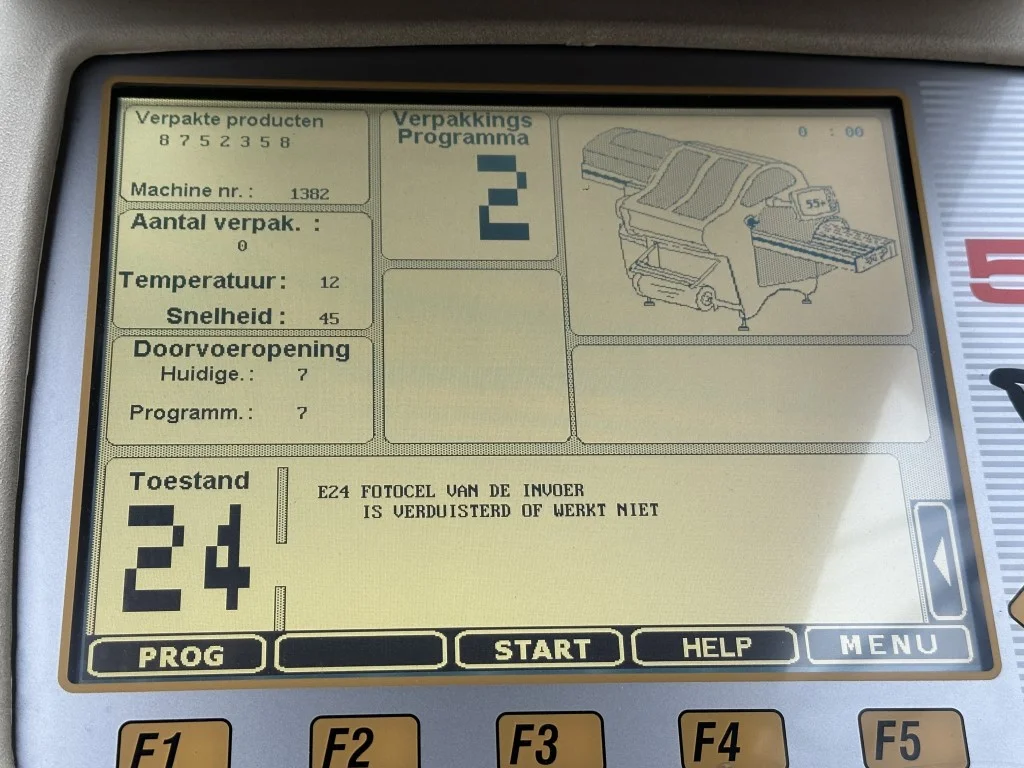 Verpakte producten
8752358
Machine nr.: 1382
Aantal verpak. :
0
Temperatuur: 12
Snelheid : 45
Doorvoeropening
Huidige.: 7
Programm.: 7
Verpakkings
Programma
2
0 : 00
55+
5
Toestand
24
E24 FOTOCEL VAN DE INVOER
IS VERDUISTERD OF WERKT NIET
PROG
START
HELP
MENU
F1
F2
F3
F4
F5